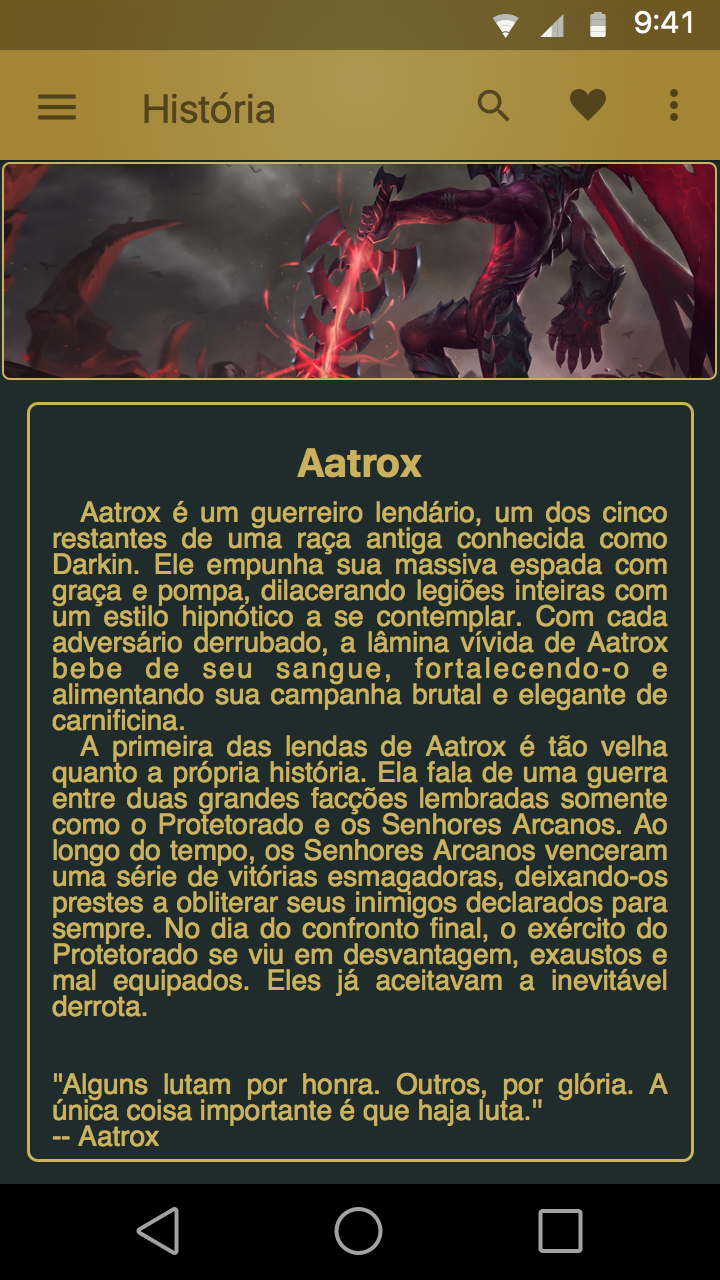 9:41
História
Aatrox
Aatrox é um guerreiro lendário, um dos cinco
restantes de uma raça antiga conhecida como
Darkin. Ele empunha sua massiva espada com
graça e pompa, dilacerando legiões inteiras com
um estilo hipnótico a se contemplar. Com cada
adversário derrubado, a lâmina vívida de Aatrox
bebe de seu sangue, fortalecendo-o e
alimentando sua campanha brutal e elegante de
carnificina.
A primeira das lendas de Aatrox é tão velha
quanto a própria história. Ela fala de uma guerra
entre duas grandes facções lembradas somente
como o Protetorado e os Senhores Arcanos. Ao
longo do tempo, os Senhores Arcanos venceram
uma série de vitórias esmagadoras, deixando-os
prestes a obliterar seus inimigos declarados para
sempre. No dia do confronto final, o exército do
Protetorado se viu em desvantagem, exaustos e
mal equipados. Eles já aceitavam a inevitável
derrota.
"Alguns lutam por honra. Outros, por glória. A
única coisa importante é que haja luta."
-- Aatrox